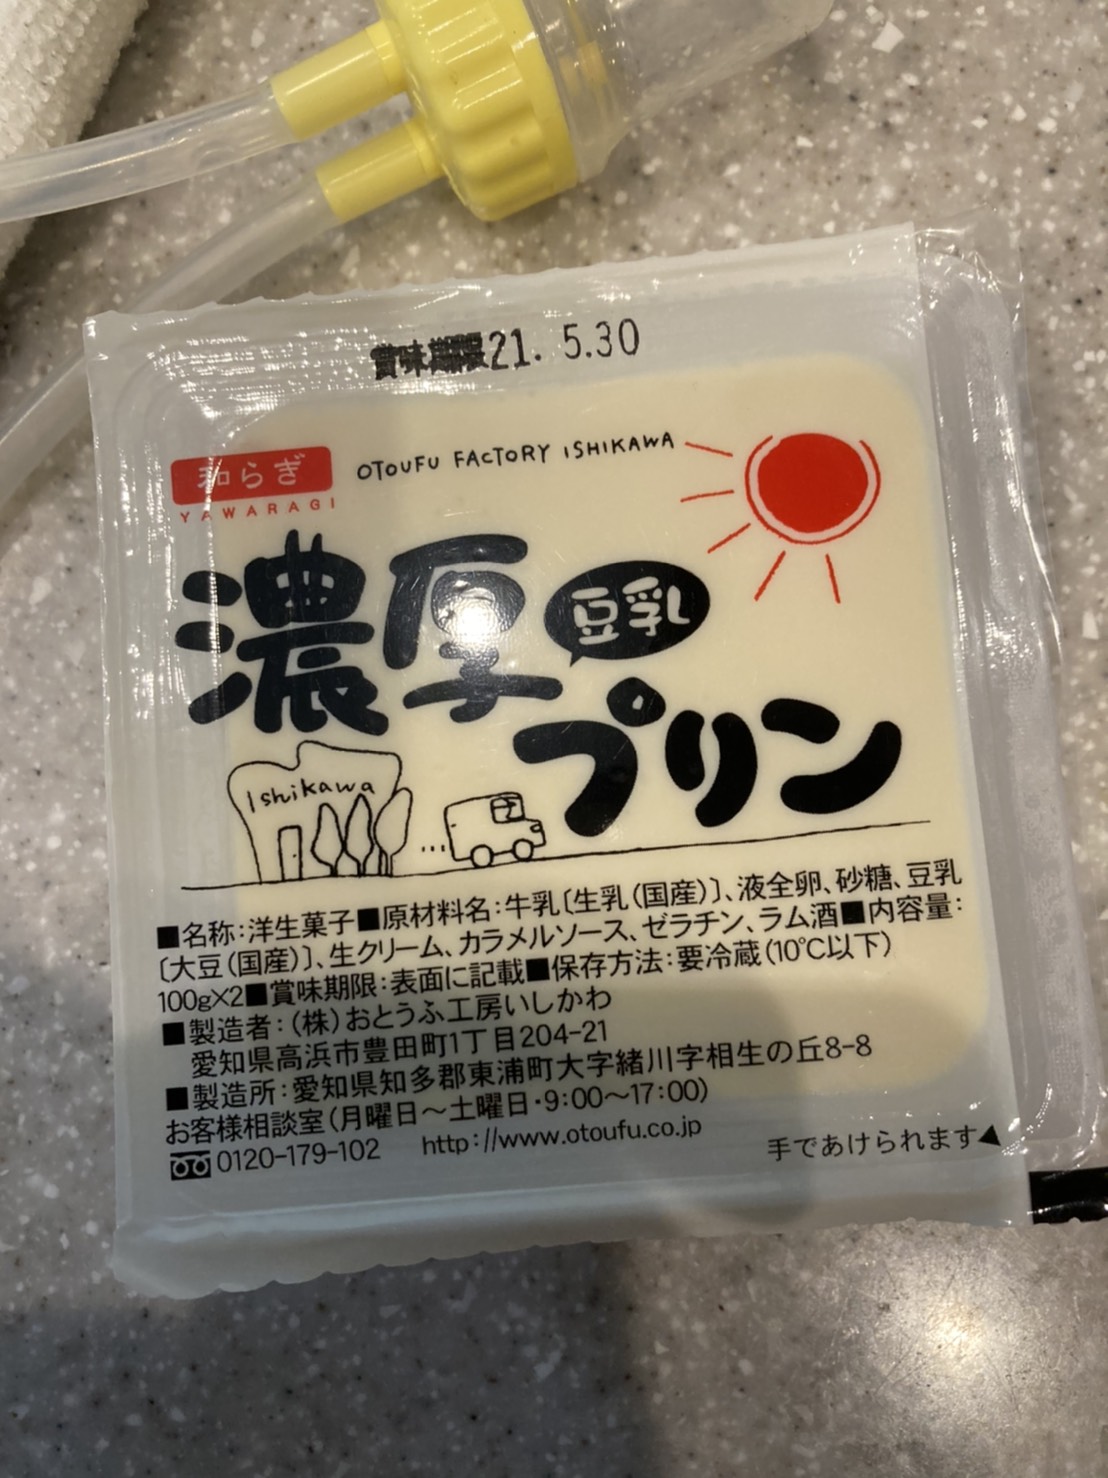 賞味期限21. 5.30
和らぎ
YAWARAGI
OTOUFU FACTORY ISHIKAWA
濃厚豆乳
プリン
Ishikawa
■名称:洋生菓子■原材料名:牛乳〔生乳(国産)〕、液全卵、砂糖、豆乳
〔大豆(国産)〕、生クリーム、カラメルソース、ゼラチン、ラム酒■内容量:
100g×2■賞味期限:表面に記載■保存方法:要冷蔵(10℃以下)
■製造者:(株)おとうふ工房いしかわ
愛知県高浜市豊田町1丁目204-21
■製造所:愛知県知多郡東浦町大字緒川字相生の丘8-8
お客様相談室(月曜日～土曜日・9:00～17:00)
0120-179-102 http://www.otoufu.co.jp
手であけられます◀